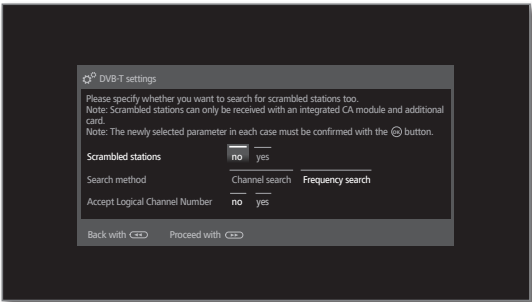 DVB-T settings
Please specify whether you want to search for scrambled stations too.
Note: Scrambled stations can only be received with an integrated CA module and additional
card.
Note: The newly selected parameter in each case must be confirmed with the OK button.
Scrambled stations no yes
Search method Channel search Frequency search
Accept Logical Channel Number no yes
Back with Proceed with